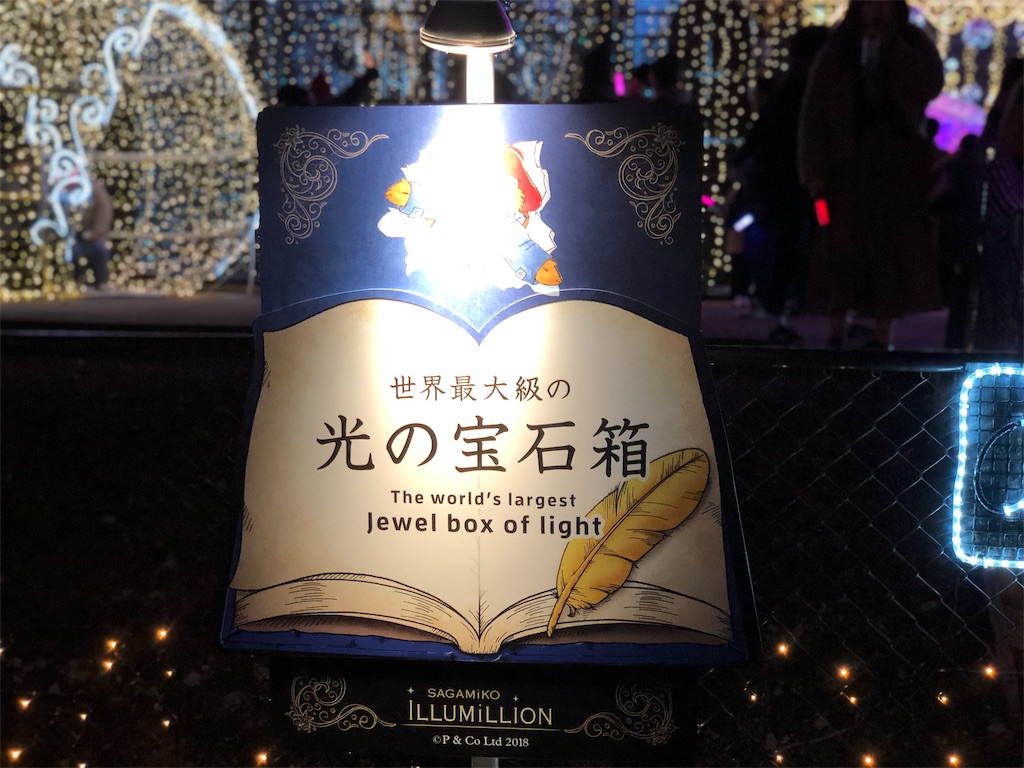 世界最大級の
光の宝石箱
The world's largest
Jewel box of light
SAGAMiKO
iLLUMiLLION
©P & Co Ltd 2018